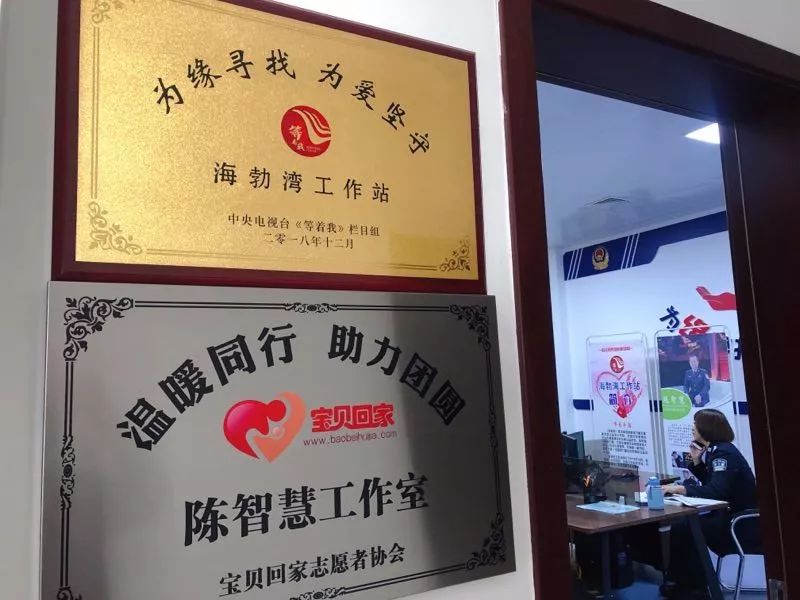 为缘寻找 为爱坚守
海勃湾工作站
中央电视台《等着我》栏目组
二零一八年十二月
温暖同行 助力团圆
宝贝回家
www.baobeihuijia.com
陈智慧工作室
宝贝回家志愿者协会
海勃湾工作站
简介